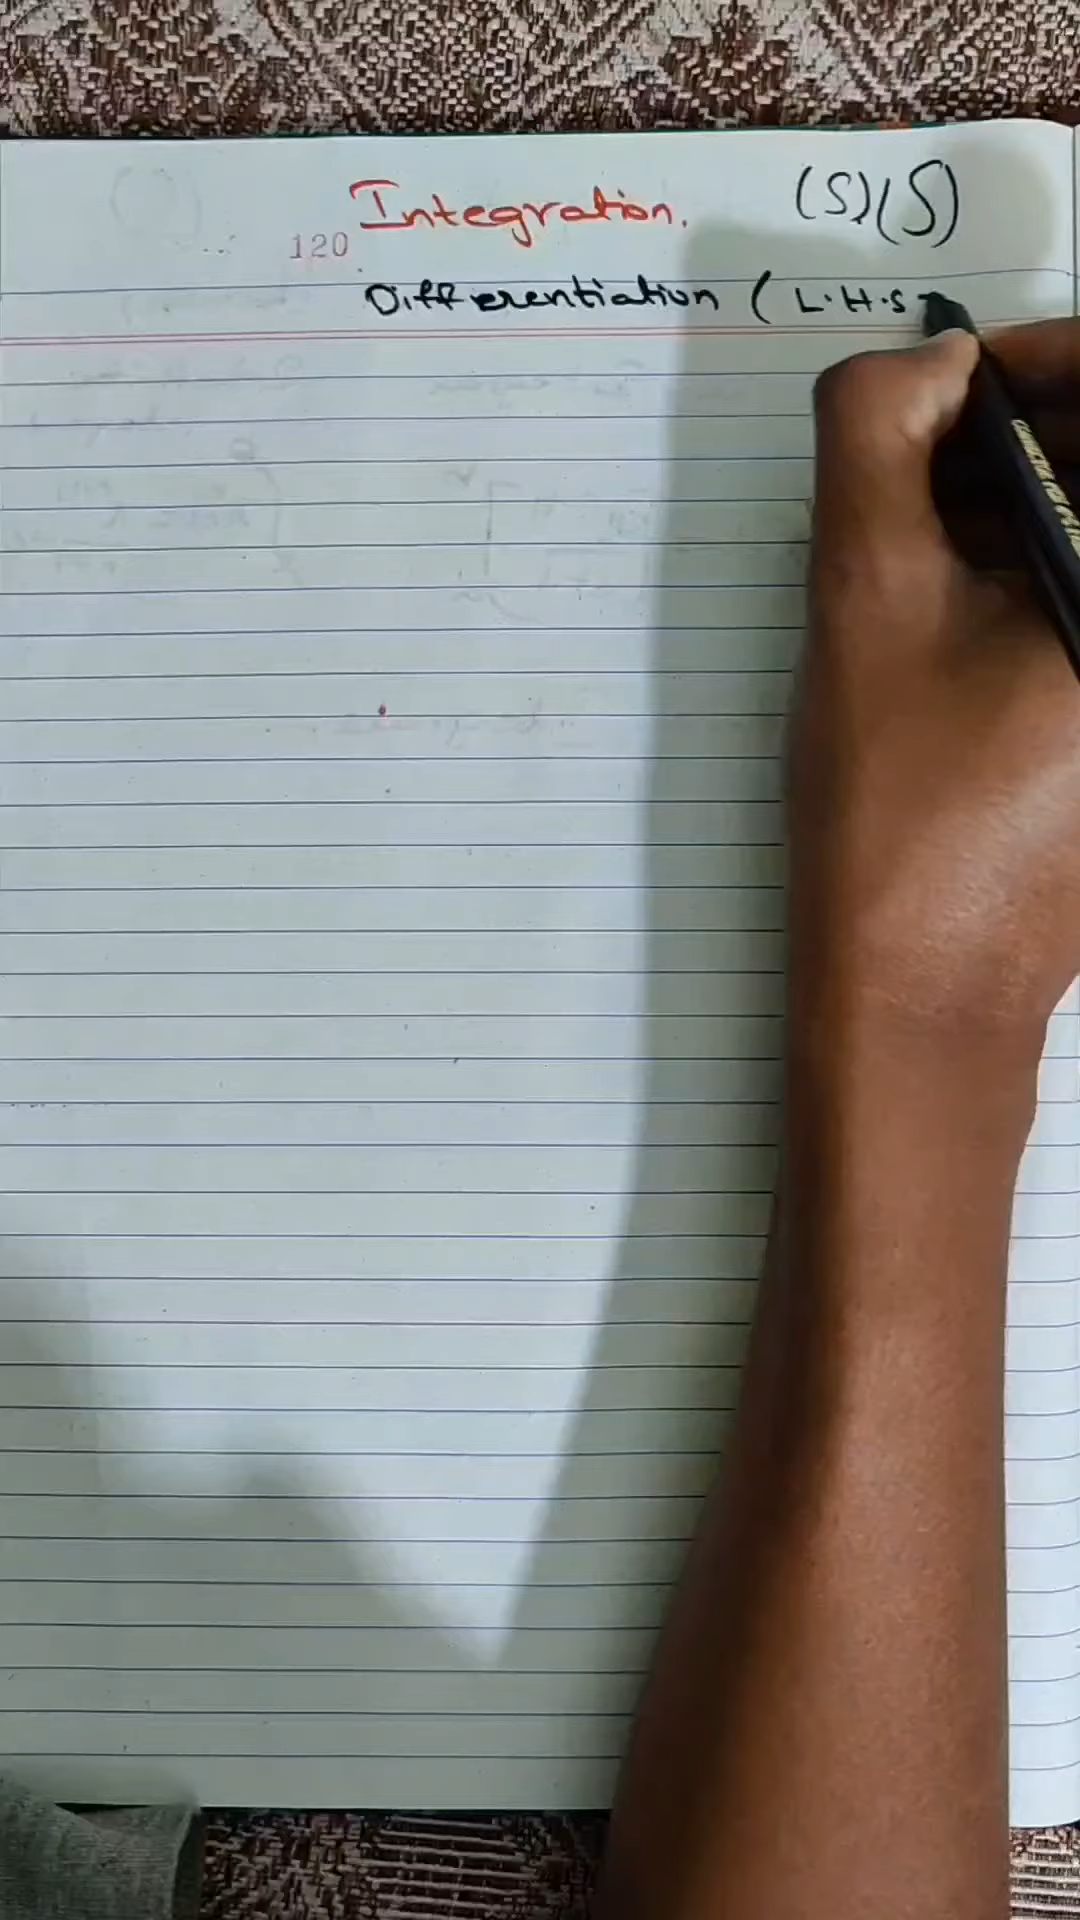 Integration. (S)(∫)
120
Differentiation ( L.H.S